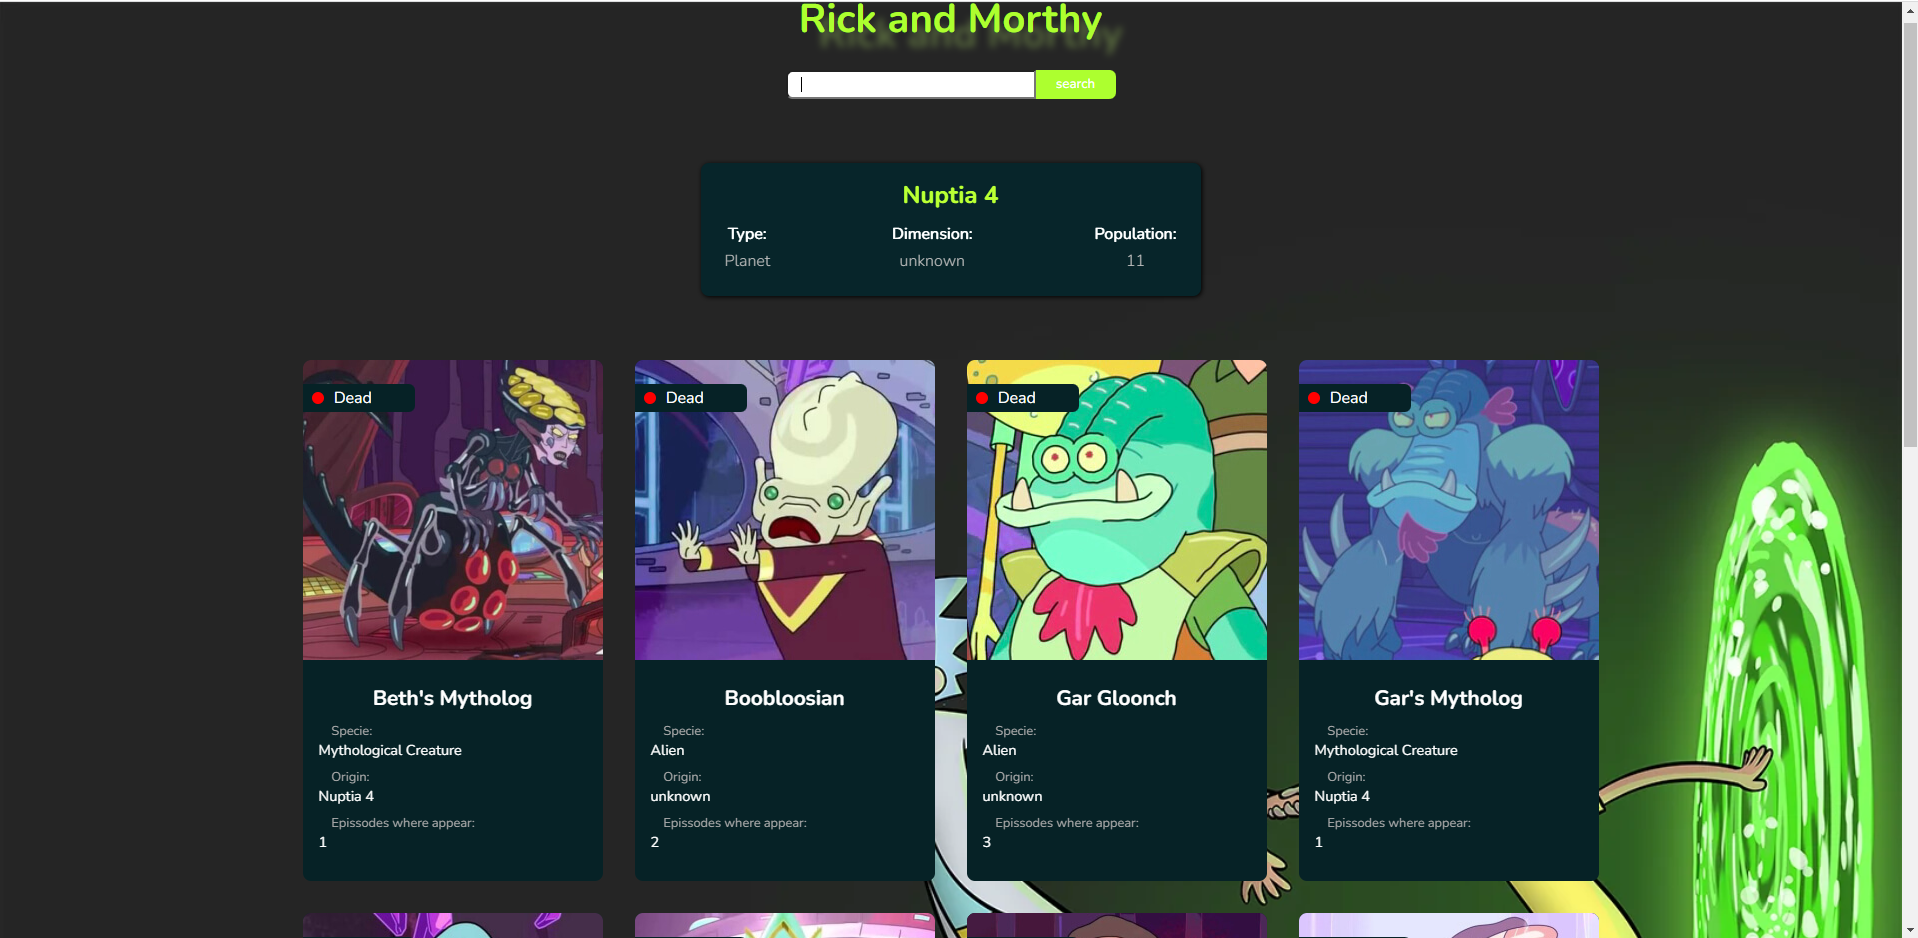 Rick and Morthy
search
Nuptia 4
Type: Dimension: Population:
Planet unknown 11
Dead
Dead
Dead
Dead
Beth's Mytholog
Specie:
Mythological Creature
Origin:
Nuptia 4
Epissodes where appear:
1
Boobloosian
Specie:
Alien
Origin:
unknown
Epissodes where appear:
2
Gar Gloonch
Specie:
Alien
Origin:
unknown
Epissodes where appear:
3
Gar's Mytholog
Specie:
Mythological Creature
Origin:
Nuptia 4
Epissodes where appear:
1